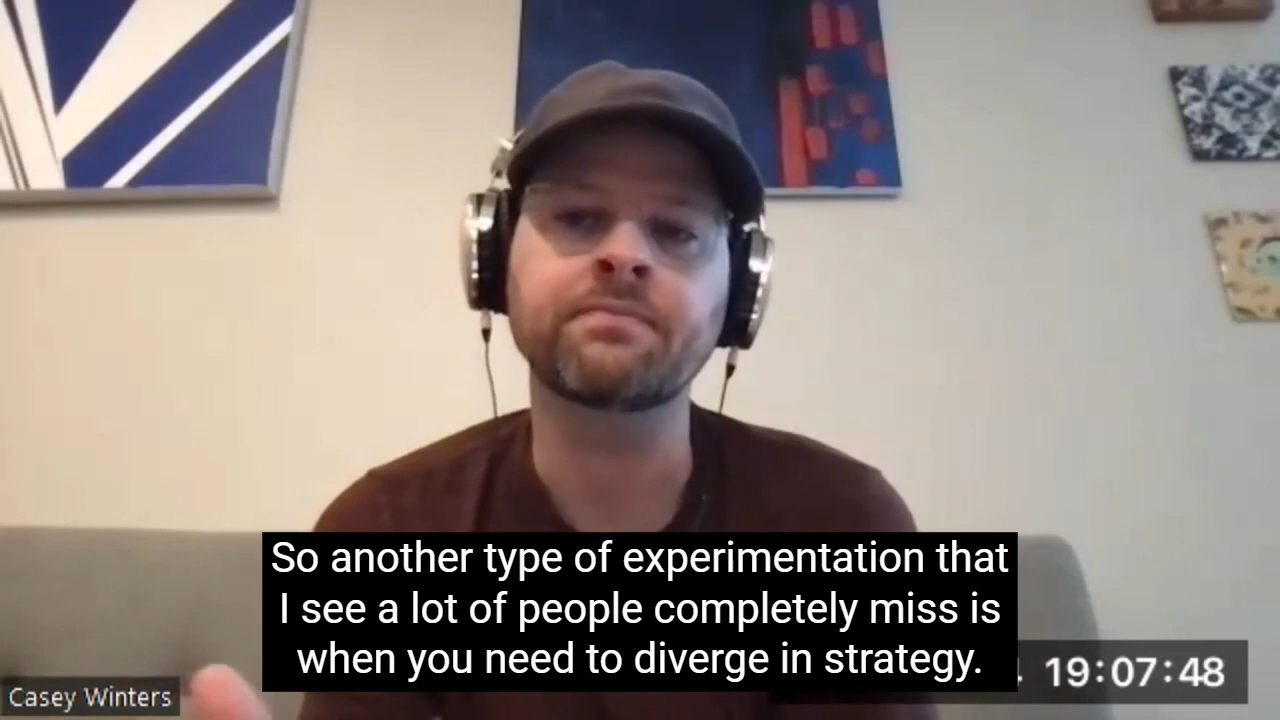 So another type of experimentation that
I see a lot of people completely miss is
when you need to diverge in strategy.
19:07:48
Casey Winters